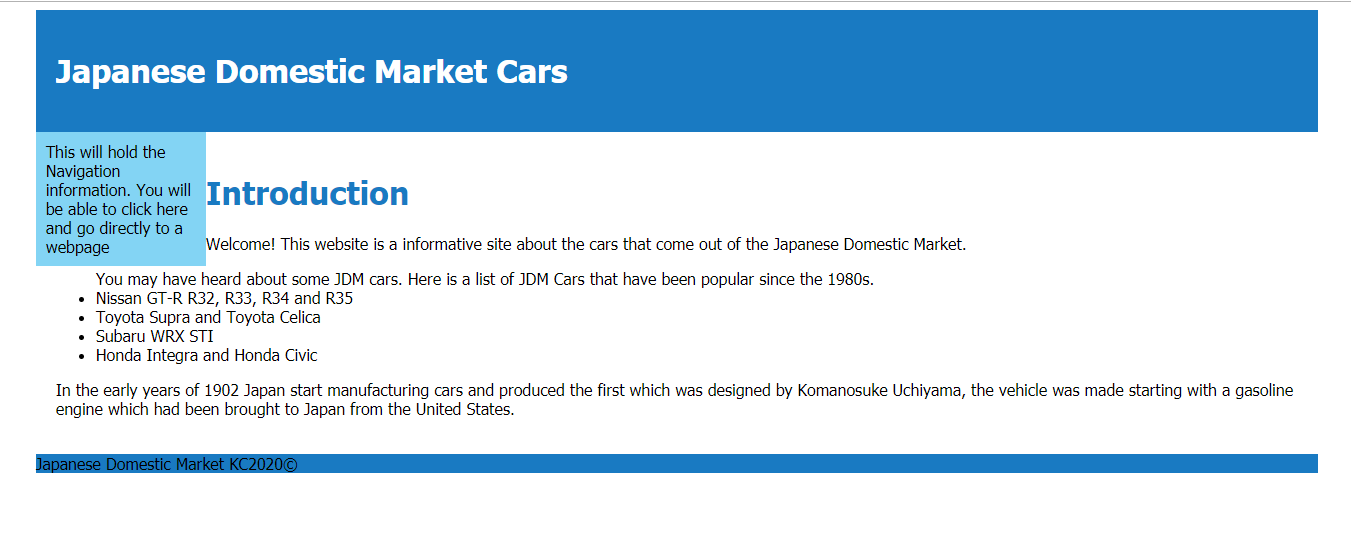 Japanese Domestic Market Cars
This will hold the
Navigation
information. You will
be able to click here
and go directly to a
webpage
Introduction
Welcome! This website is a informative site about the cars that come out of the Japanese Domestic Market.
You may have heard about some JDM cars. Here is a list of JDM Cars that have been popular since the 1980s.
• Nissan GT-R R32, R33, R34 and R35
• Toyota Supra and Toyota Celica
• Subaru WRX STI
• Honda Integra and Honda Civic
In the early years of 1902 Japan start manufacturing cars and produced the first which was designed by Komanosuke Uchiyama, the vehicle was made starting with a gasoline
engine which had been brought to Japan from the United States.
Japanese Domestic Market KC2020©